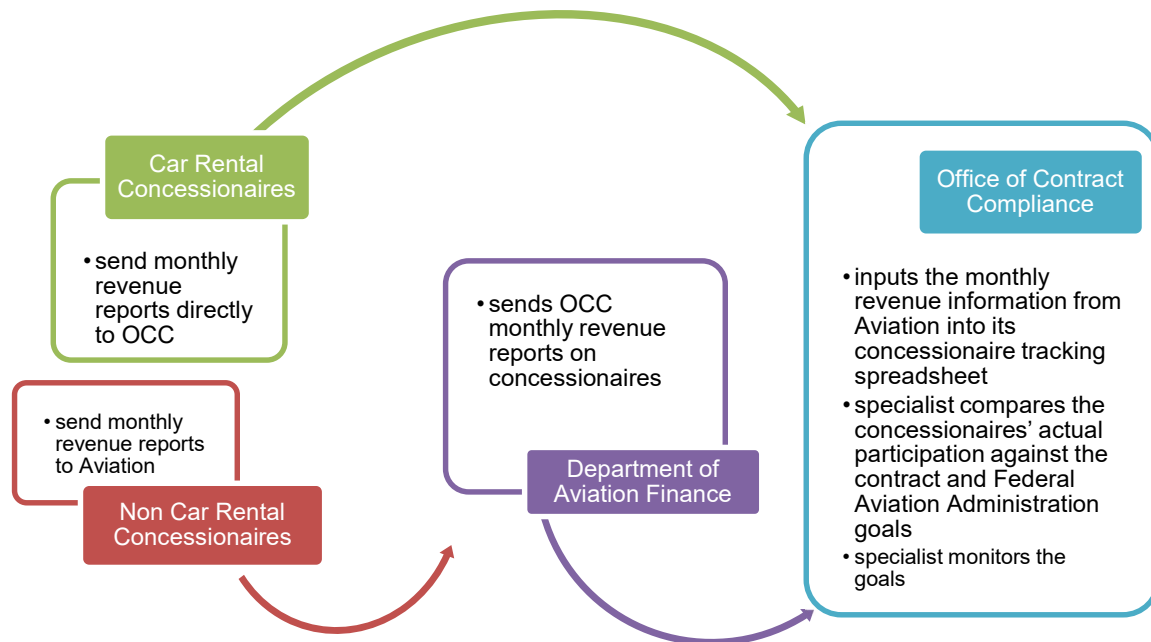 Car Rental
Concessionaires
• send monthly
revenue
reports directly
to OCC
• send monthly
revenue reports
to Aviation
Non Car Rental
Concessionaires
• sends OCC
monthly revenue
reports on
concessionaires
Department of
Aviation Finance
Office of Contract
Compliance
• inputs the monthly
revenue information from
Aviation into its
concessionaire tracking
spreadsheet
• specialist compares the
concessionaires’ actual
participation against the
contract and Federal
Aviation Administration
goals
• specialist monitors the
goals